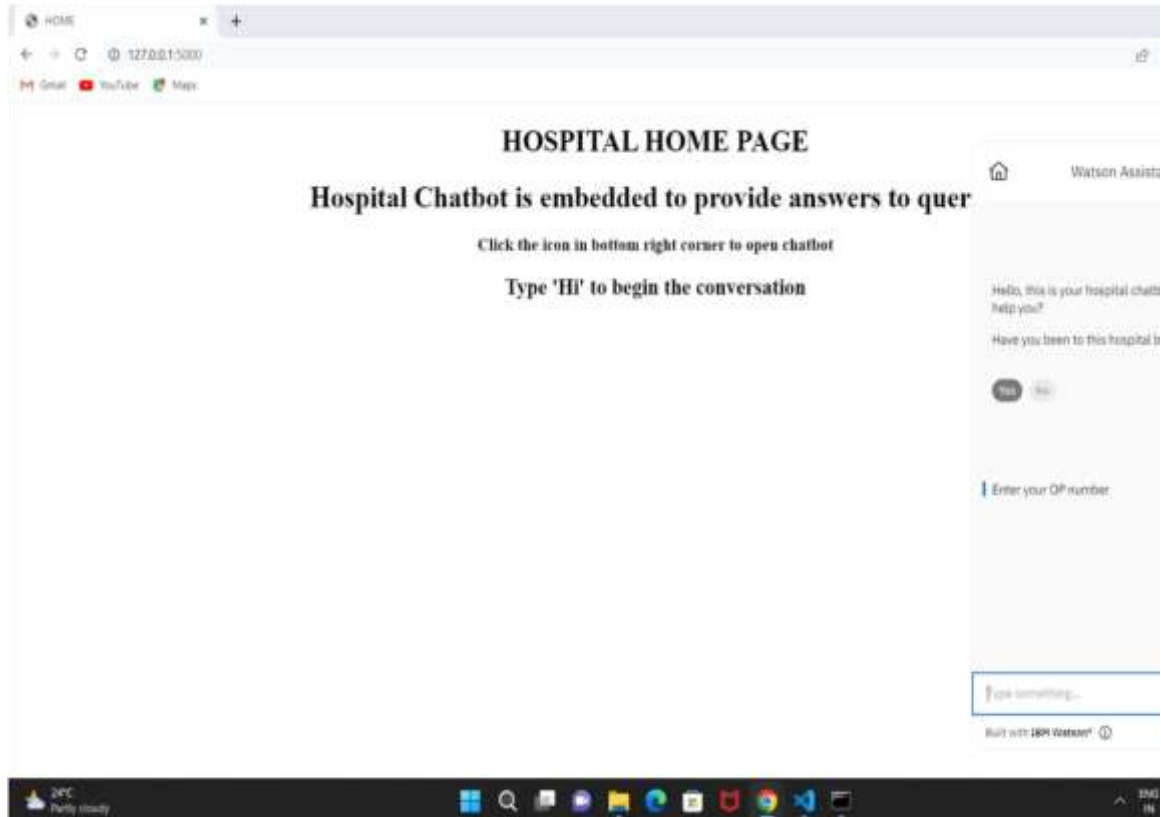 HOME
127.0.0.1:5000
Gmail YouTube Maps
HOSPITAL HOME PAGE
Hospital Chatbot is embedded to provide answers to quer
Click the icon in bottom right corner to open chatbot
Type 'Hi' to begin the conversation
Watson Assista
Hello, this is your hospital chatb
help you?
Have you been to this hospital b
Yes No
Enter your OP number
Type something...
Built with IBM Watson®
24°C
Partly cloudy
ENG
IN